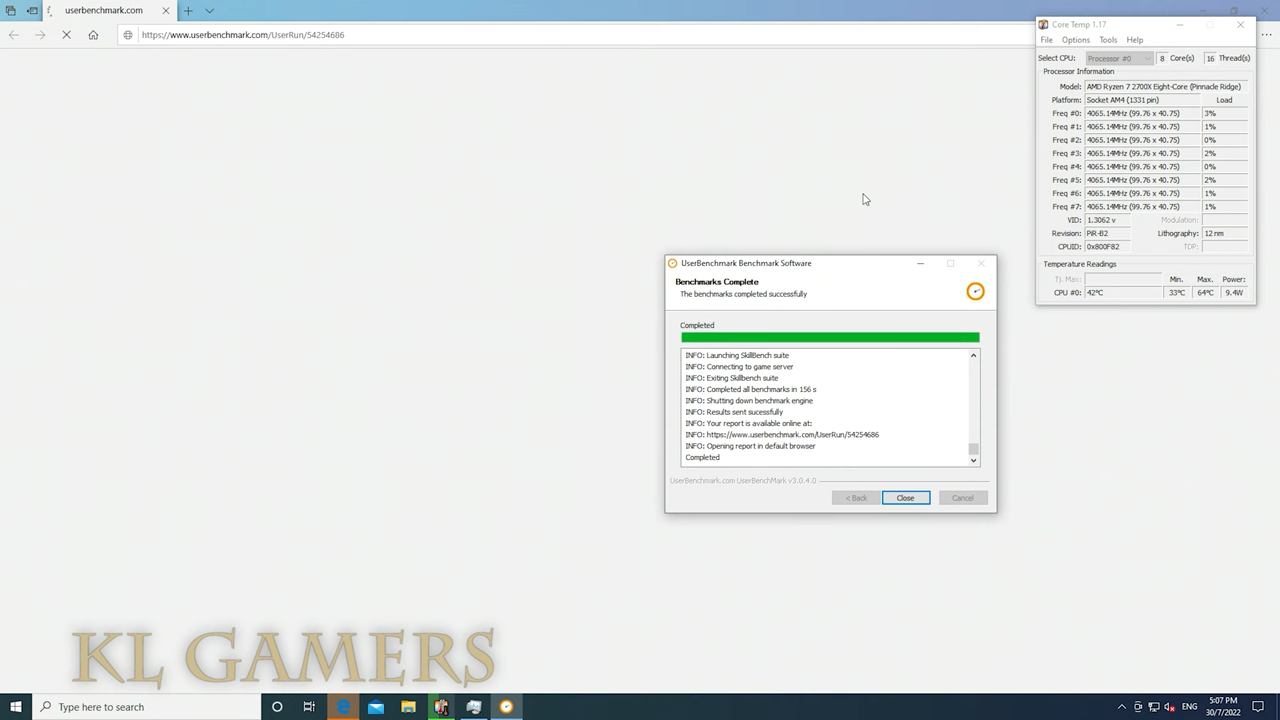 userbenchmark.com
https://www.userbenchmark.com/UserRun/54254686
Core Temp 1.17
File Options Tools Help
Select CPU: Processor #0 8 Core(s) 16 Thread(s)
Processor Information
Model: AMD Ryzen 7 2700X Eight-Core (Pinnacle Ridge)
Platform: Socket AM4 (1331 pin) Load
Freq #0: 4065.14MHz (99.76 x 40.75) 3%
Freq #1: 4065.14MHz (99.76 x 40.75) 1%
Freq #2: 4065.14MHz (99.76 x 40.75) 0%
Freq #3: 4065.14MHz (99.76 x 40.75) 2%
Freq #4: 4065.14MHz (99.76 x 40.75) 0%
Freq #5: 4065.14MHz (99.76 x 40.75) 2%
Freq #6: 4065.14MHz (99.76 x 40.75) 1%
Freq #7: 4065.14MHz (99.76 x 40.75) 1%
VID: 1.3062 v Modulation:
Revision: PiR-B2 Lithography: 12 nm
CPUID: 0x800F82 TDP:
Temperature Readings
Tj. Max: Min. Max. Power:
CPU #0: 42°C 33°C 64°C 9.4W
UserBenchmark Benchmark Software
Benchmarks Complete
The benchmarks completed successfully
Completed
INFO: Launching SkillBench suite
INFO: Connecting to game server
INFO: Exiting Skillbench suite
INFO: Completed all benchmarks in 156 s
INFO: Shutting down benchmark engine
INFO: Results sent sucessfully
INFO: Your report is available online at:
INFO: https://www.userbenchmark.com/UserRun/54254686
INFO: Opening report in default browser
Completed
UserBenchmark.com UserBenchMark v3.0.4.0
< Back Close Cancel
KL GAMERS
Type here to search
ENG
5:07 PM
30/7/2022